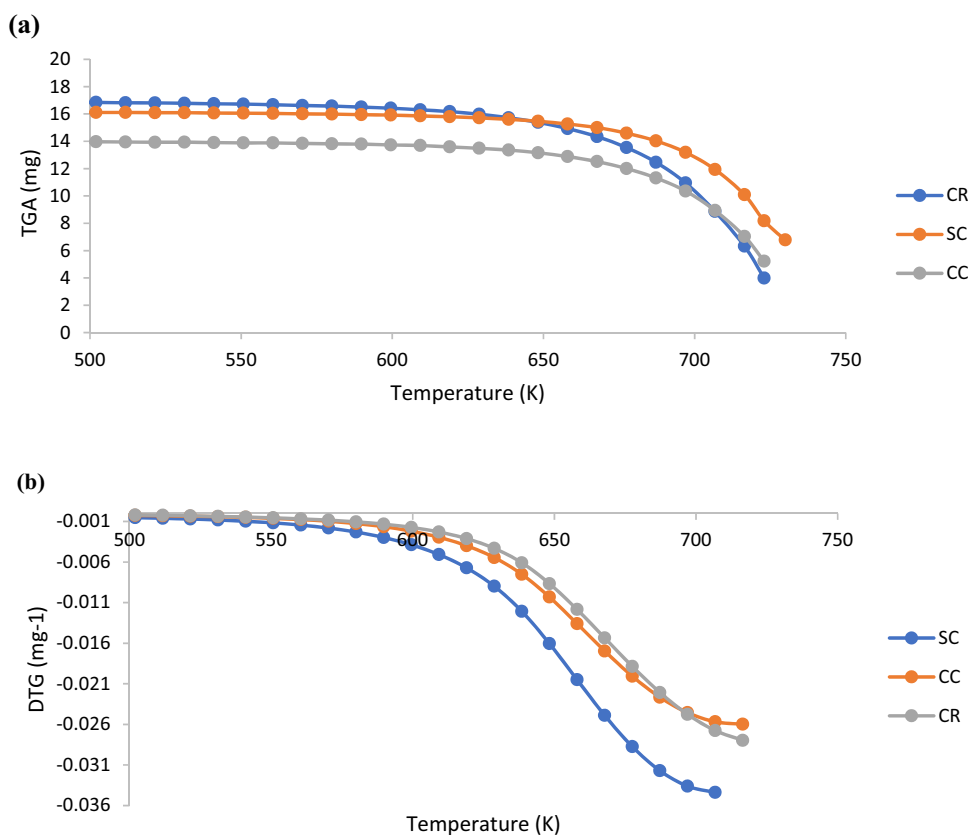 (a)
20
18
16
14
12
10
8
6
4
2
0
TGA (mg)
500 550 600 650 700 750
Temperature (K)
CR
SC
CC
(b)
-0.001
500 550 600 650 700 750
-0.006
-0.011
-0.016
-0.021
-0.026
-0.031
-0.036
DTG (mg-1)
Temperature (K)
SC
CC
CR